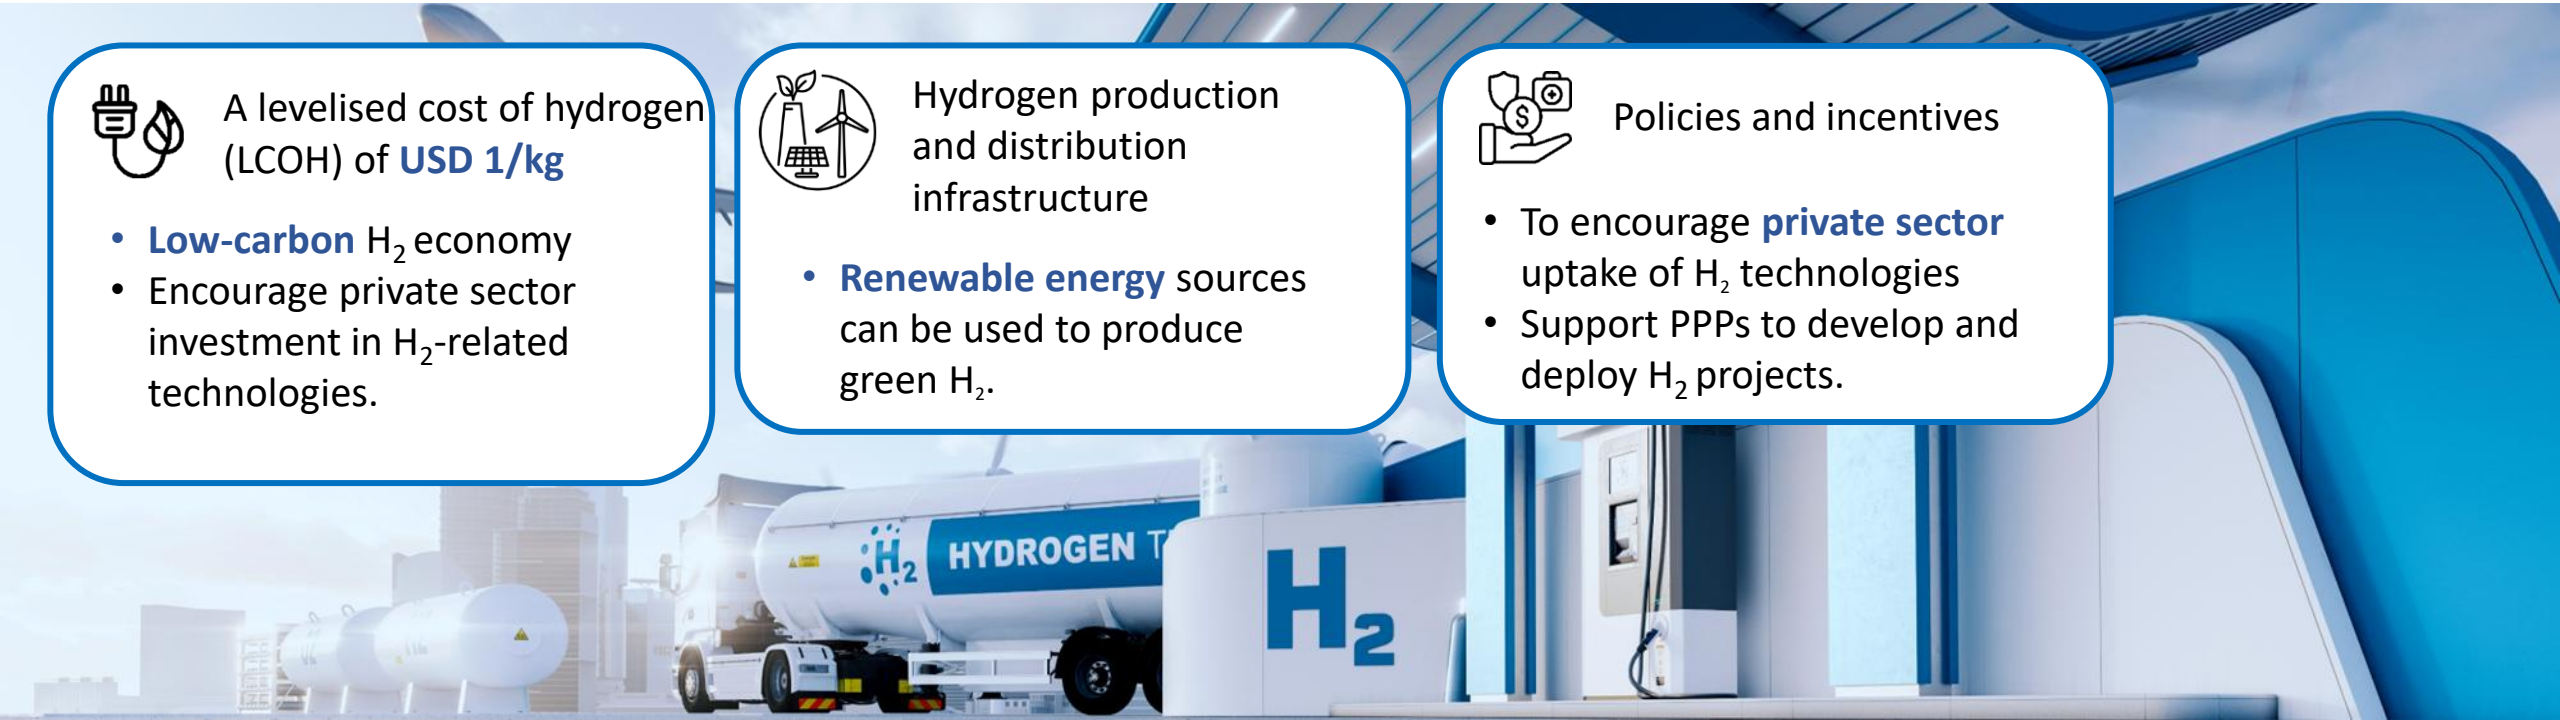 A levelised cost of hydrogen
(LCOH) of USD 1/kg
• Low-carbon H₂ economy
• Encourage private sector
investment in H₂-related
technologies.
Hydrogen production
and distribution
infrastructure
• Renewable energy sources
can be used to produce
green H₂.
Policies and incentives
• To encourage private sector
uptake of H₂ technologies
• Support PPPs to develop and
deploy H₂ projects.
H₂ HYDROGEN
H₂